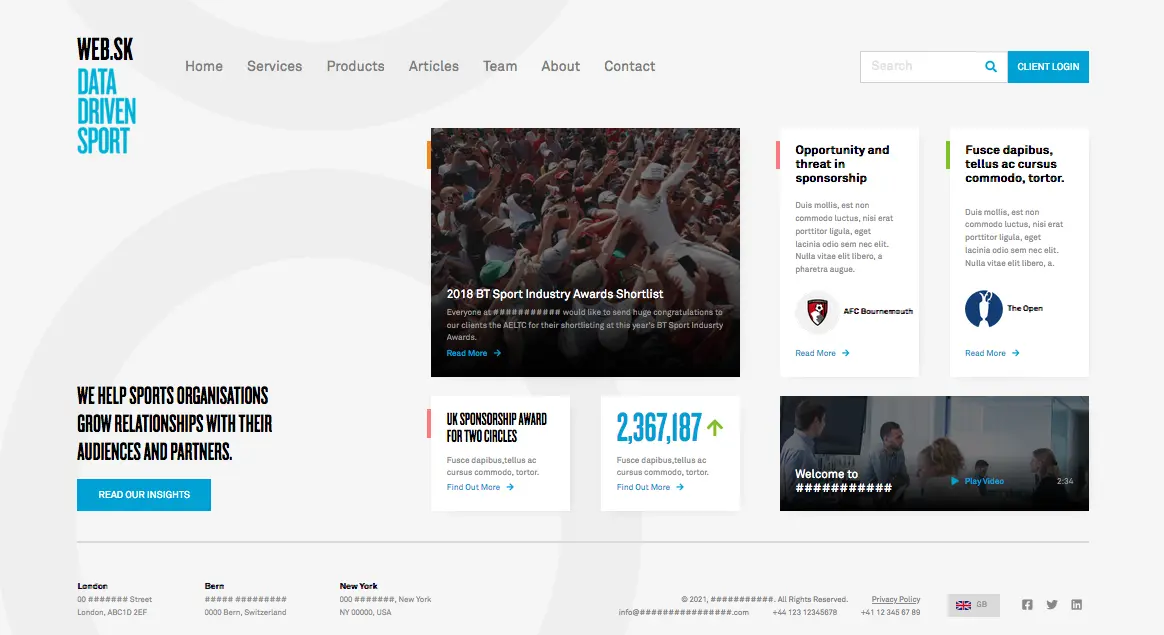 WEB.SK
DATA
DRIVEN
SPORT
Home Services Products Articles Team About Contact
Search
CLIENT LOGIN
2018 BT Sport Industry Awards Shortlist
Everyone at ########### would like to send huge congratulations to
our clients the AELTC for their shortlisting at this year's BT Sport Indusrty
Awards.
Read More
Opportunity and
threat in
sponsorship
Duis mollis, est non
commodo luctus, nisi erat
porttitor ligula, eget
lacinia odio sem nec elit.
Nulla vitae elit libero, a
pharetra augue.
AFC Bournemouth
Read More
Fusce dapibus,
tellus ac cursus
commodo, tortor.
Duis mollis, est non
commodo luctus, nisi erat
porttitor ligula, eget
lacinia odio sem nec elit.
Nulla vitae elit libero, a.
The Open
Read More
WE HELP SPORTS ORGANISATIONS
GROW RELATIONSHIPS WITH THEIR
AUDIENCES AND PARTNERS.
READ OUR INSIGHTS
UK SPONSORSHIP AWARD
FOR TWO CIRCLES
Fusce dapibus,tellus ac
cursus commodo, tortor.
Find Out More
2,367,187
Fusce dapibus,tellus ac
cursus commodo, tortor.
Find Out More
Welcome to
###########
Play Video
2:34
London
00 ####### Street
London, ABC1D 2EF
Bern
##### #########
0000 Bern, Switzerland
New York
000 #######, New York
NY 00000, USA
© 2021, ###########. All Rights Reserved. Privacy Policy
info@################.com +44 123 12345678 +41 12 345 67 89
GB